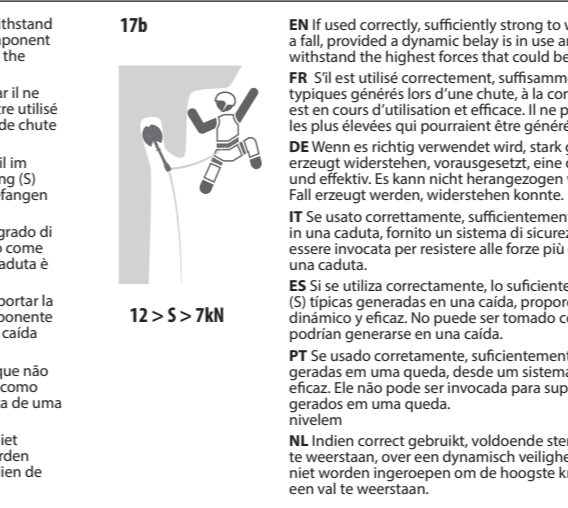 ithstand
ponent
the
ar il ne
tre utilisé
de chute
il im
ng (S)
fangen
grado di
o come
aduta è
portar la
ponente
caída
que não
como
ta de uma
iet
rden
ien de
17b
12 > S > 7kN
EN If used correctly, sufficiently strong to w
a fall, provided a dynamic belay is in use an
withstand the highest forces that could be
FR S'il est utilisé correctement, suffisamme
typiques générés lors d'une chute, à la con
est en cours d'utilisation et efficace. Il ne p
les plus élevées qui pourraient être généré
DE Wenn es richtig verwendet wird, stark g
erzeugt widerstehen, vorausgesetzt, eine d
und effektiv. Es kann nicht herangezogen w
Fall erzeugt werden, widerstehen konnte.
IT Se usato correttamente, sufficientement
in una caduta, fornito un sistema di sicurez
essere invocata per resistere alle forze più
una caduta.
ES Si se utiliza correctamente, lo suficiente
(S) típicas generadas en una caída, propor
dinámico y eficaz. No puede ser tomado c
podrían generarse en una caída.
PT Se usado corretamente, suficientement
geradas em uma queda, desde um sistema
eficaz. Ele não pode ser invocada para sup
gerados em uma queda.
nivelem
NL Indien correct gebruikt, voldoende ster
te weerstaan, over een dynamisch veilighe
niet worden ingeroepen om de hoogste kr
een val te weerstaan.